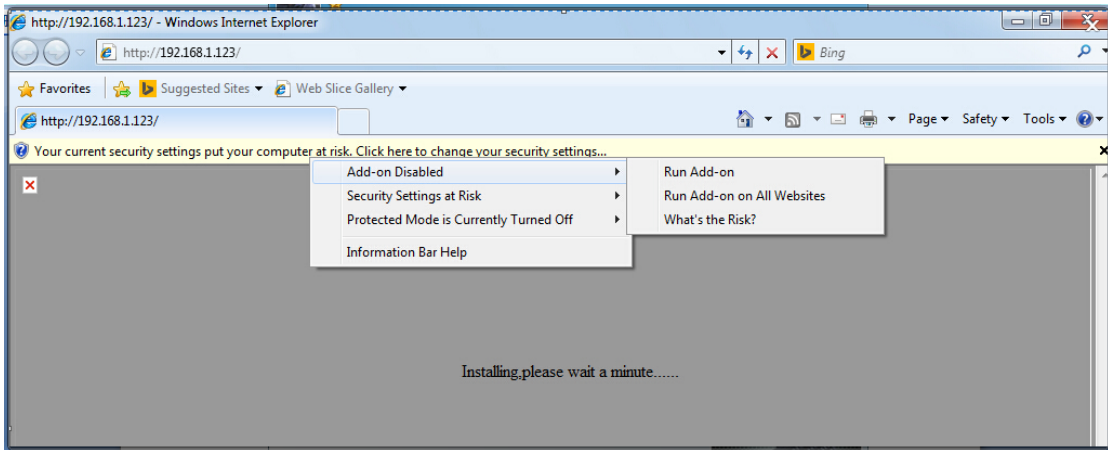 http://192.168.1.123/ - Windows Internet Explorer
http://192.168.1.123/
Bing
Favorites
Suggested Sites
Web Slice Gallery
http://192.168.1.123/
Page
Safety
Tools
Your current security settings put your computer at risk. Click here to change your security settings...
Add-on Disabled
Run Add-on
Security Settings at Risk
Run Add-on on All Websites
Protected Mode is Currently Turned Off
What's the Risk?
Information Bar Help
Installing,please wait a minute......